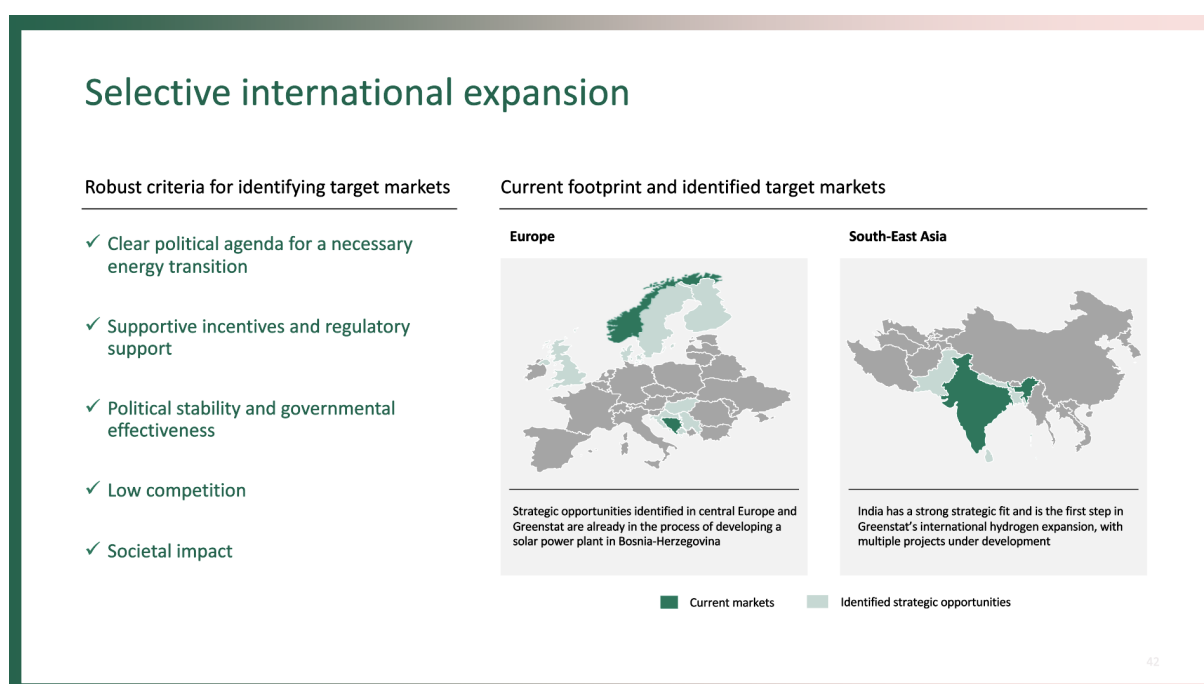 Selective international expansion
Robust criteria for identifying target markets
✓ Clear political agenda for a necessary
energy transition
✓ Supportive incentives and regulatory
support
✓ Political stability and governmental
effectiveness
✓ Low competition
✓ Societal impact
Current footprint and identified target markets
Europe
Strategic opportunities identified in central Europe and
Greenstat are already in the process of developing a
solar power plant in Bosnia-Herzegovina
South-East Asia
India has a strong strategic fit and is the first step in
Greenstat’s international hydrogen expansion, with
multiple projects under development
Current markets
Identified strategic opportunities
42